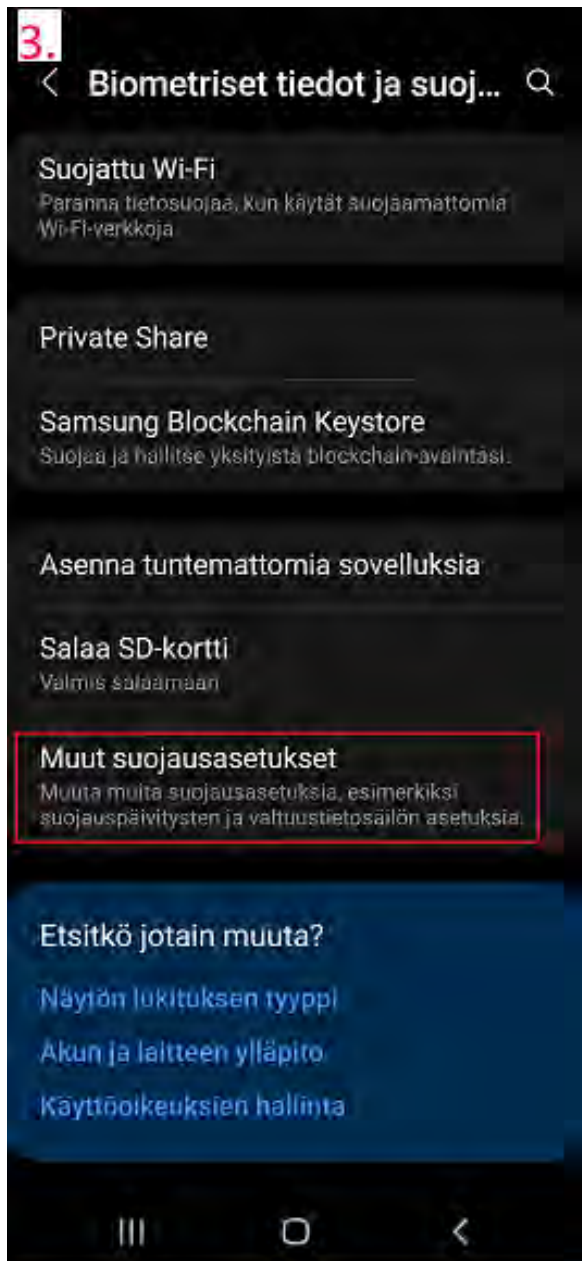 3.
Biometriset tiedot ja suoj...
Suojattu Wi-Fi
Paranna tietosuojaa, kun käytät suojaamattomia
Wi-Fi-verkkoja
Private Share
Samsung Blockchain Keystore
Suojaa ja hallitse yksityistä blockchain-avaintasi.
Asenna tuntemattomia sovelluksia
Salaa SD-kortti
Valmis salaamaan
Muut suojausasetukset
Muuta muita suojausasetuksia, esimerkiksi
suojauspäivitysten ja valtuustietosäilön asetuksia.
Etsitkö jotain muuta?
Näytön lukituksen tyyppi
Akun ja laitteen ylläpito
Käyttöoikeuksien hallinta